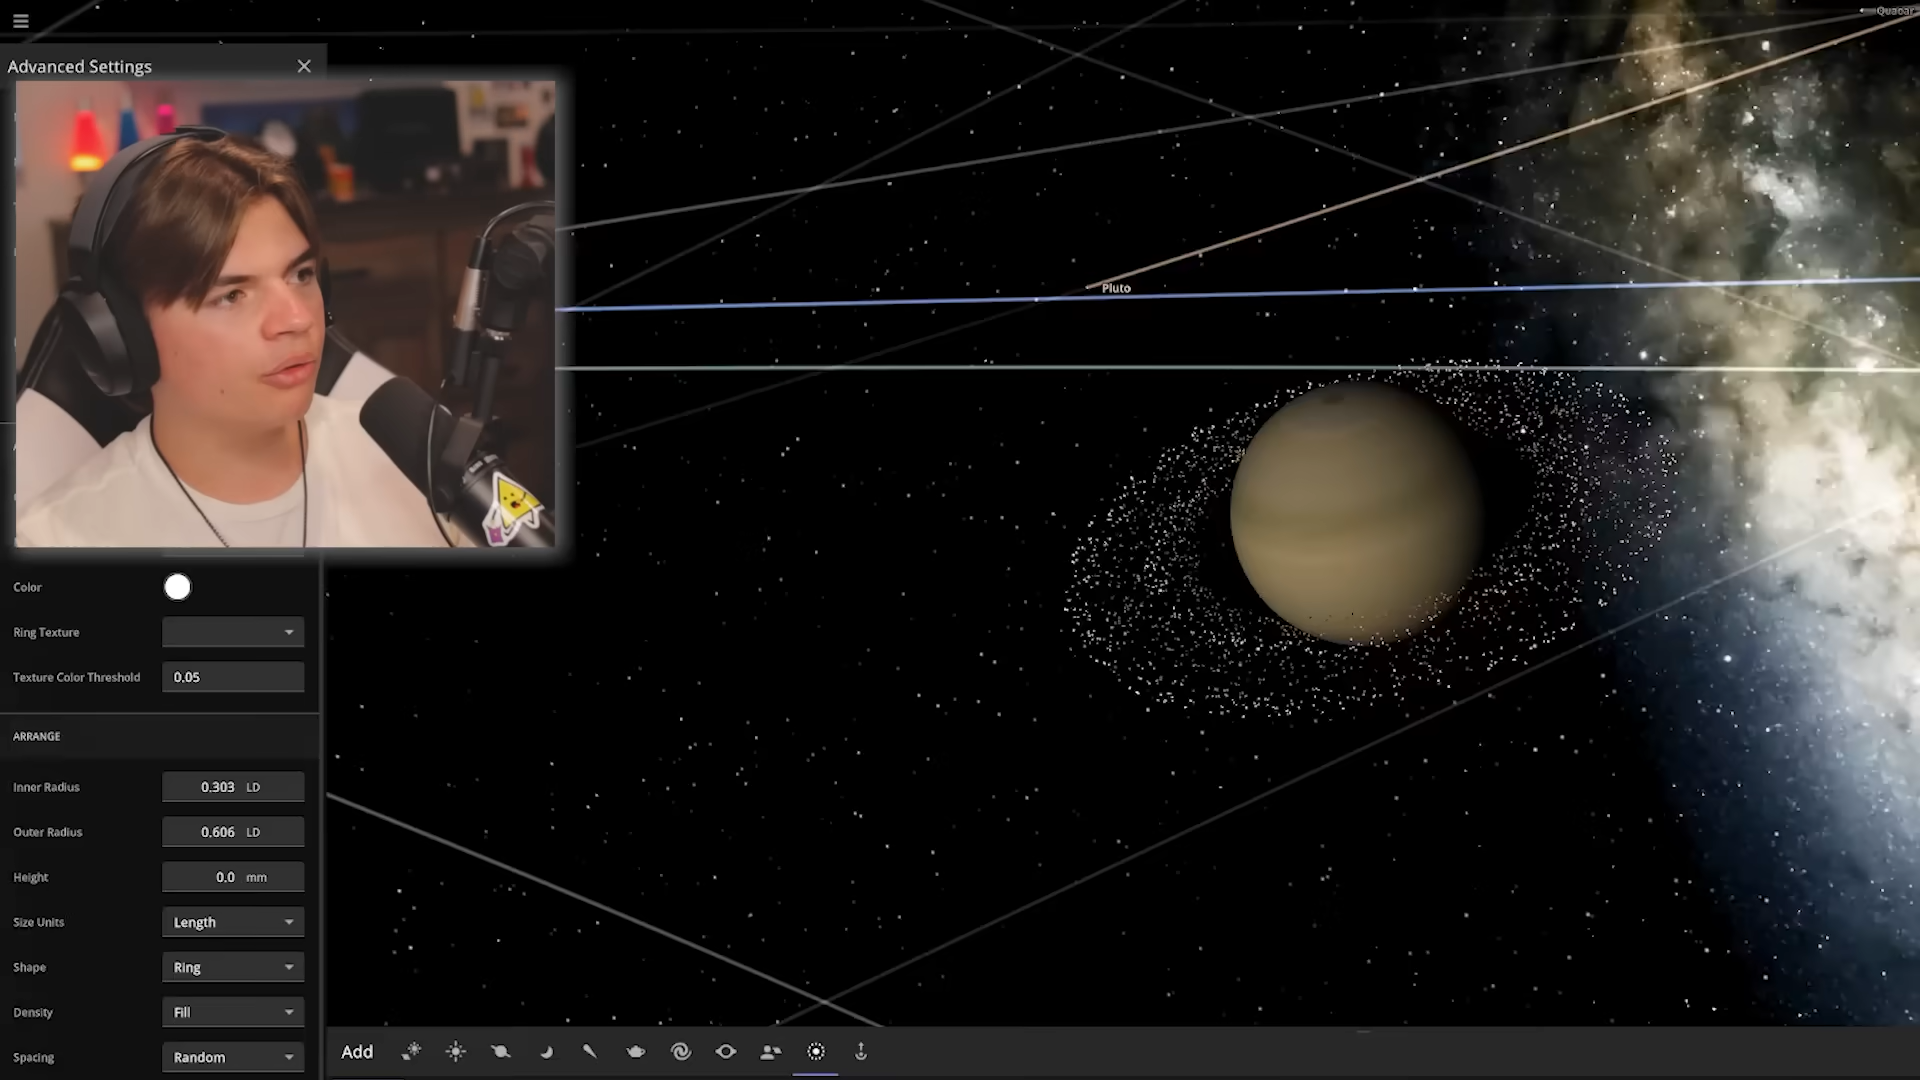 Quaoar
Advanced Settings
Pluto
Color
Ring Texture
Texture Color Threshold 0.05
ARRANGE
Inner Radius 0.303 LD
Outer Radius 0.606 LD
Height 0.0 mm
Size Units Length
Shape Ring
Density Fill
Spacing Random
Add